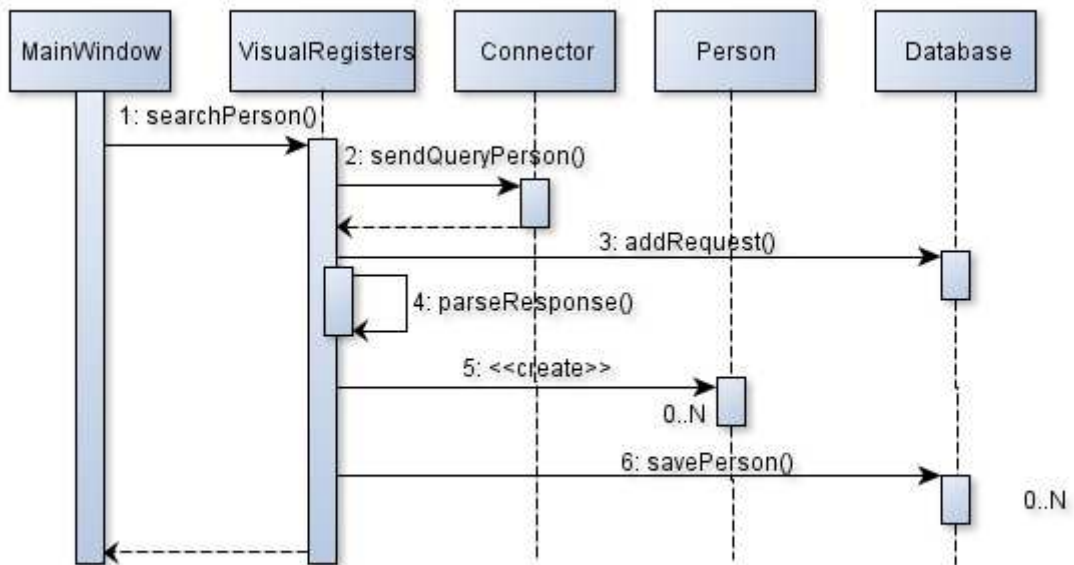 MainWindow
VisualRegisters
Connector
Person
Database
1: searchPerson()
2: sendQueryPerson()
3: addRequest()
4: parseResponse()
5: <<create>>
0..N
6: savePerson()
0..N